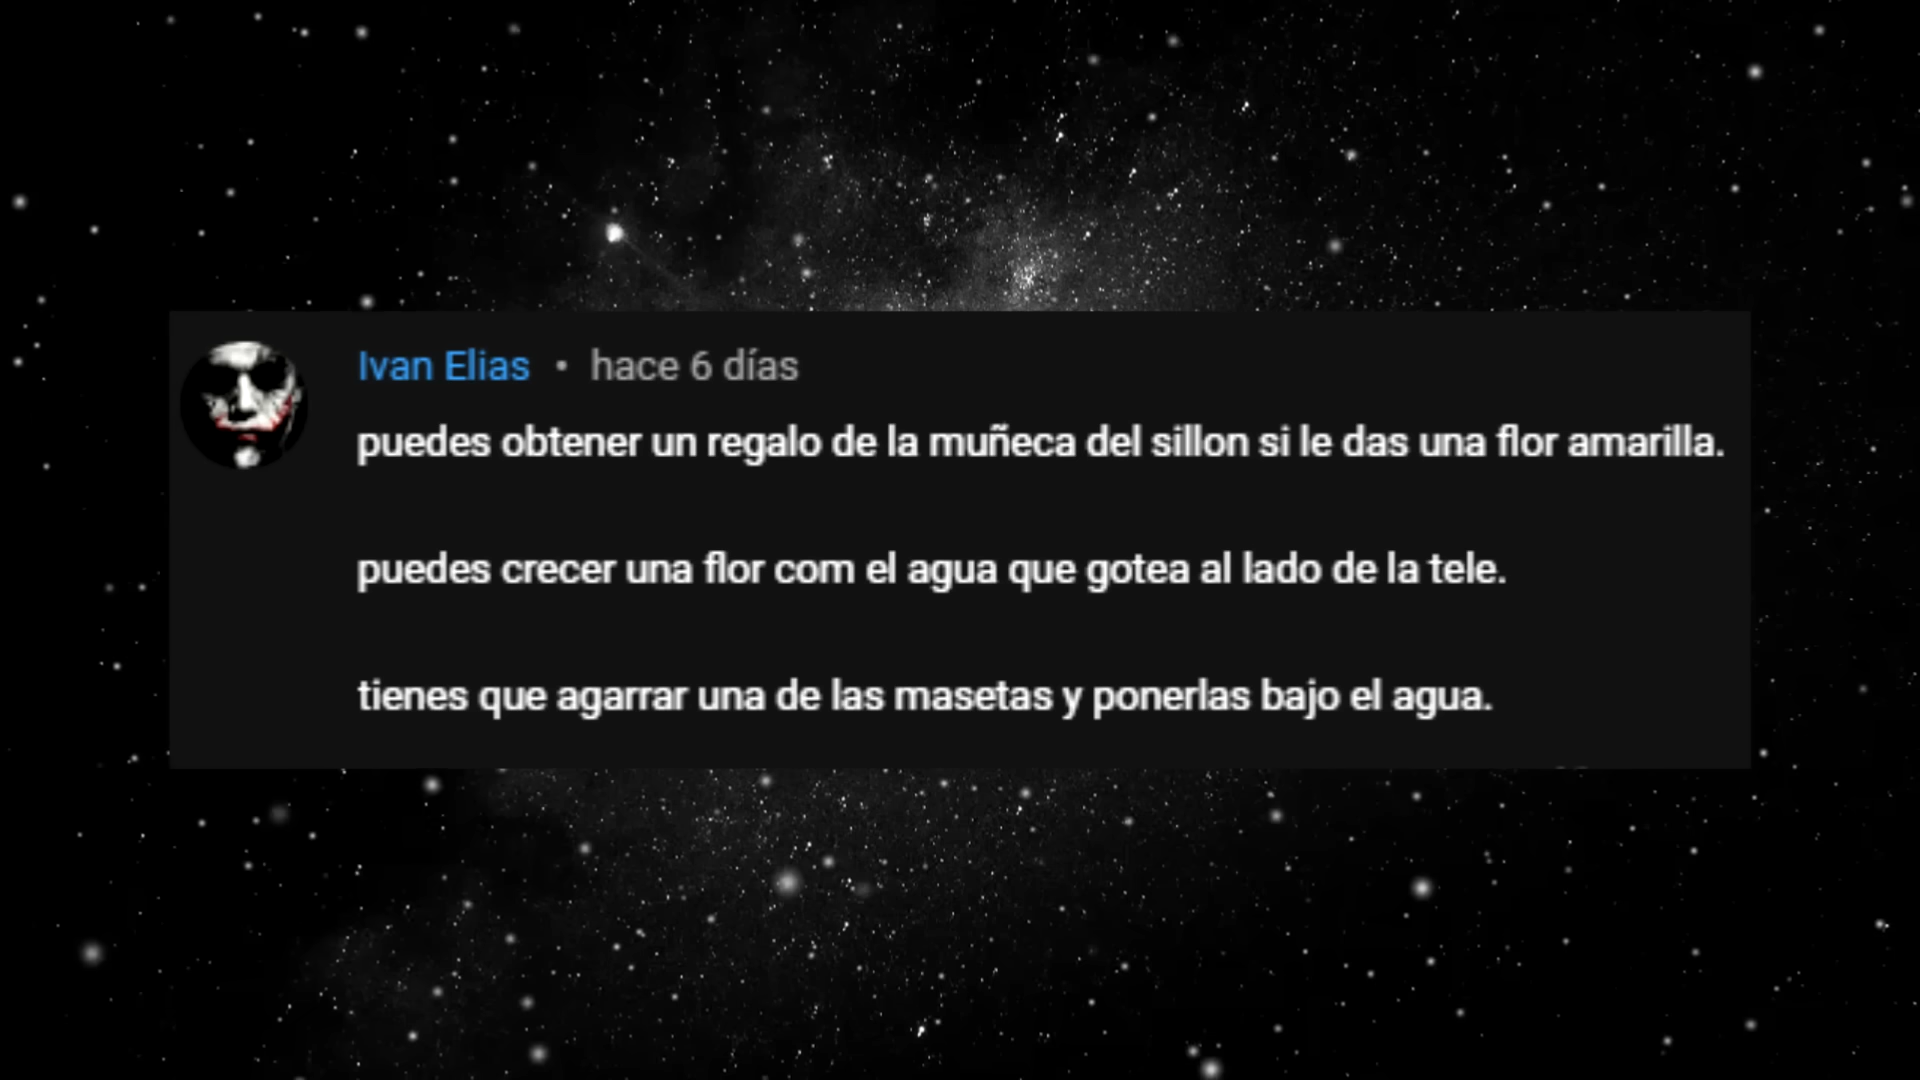 Ivan Elias • hace 6 días
puedes obtener un regalo de la muñeca del sillon si le das una flor amarilla.
puedes crecer una flor com el agua que gotea al lado de la tele.
tienes que agarrar una de las masetas y ponerlas bajo el agua.